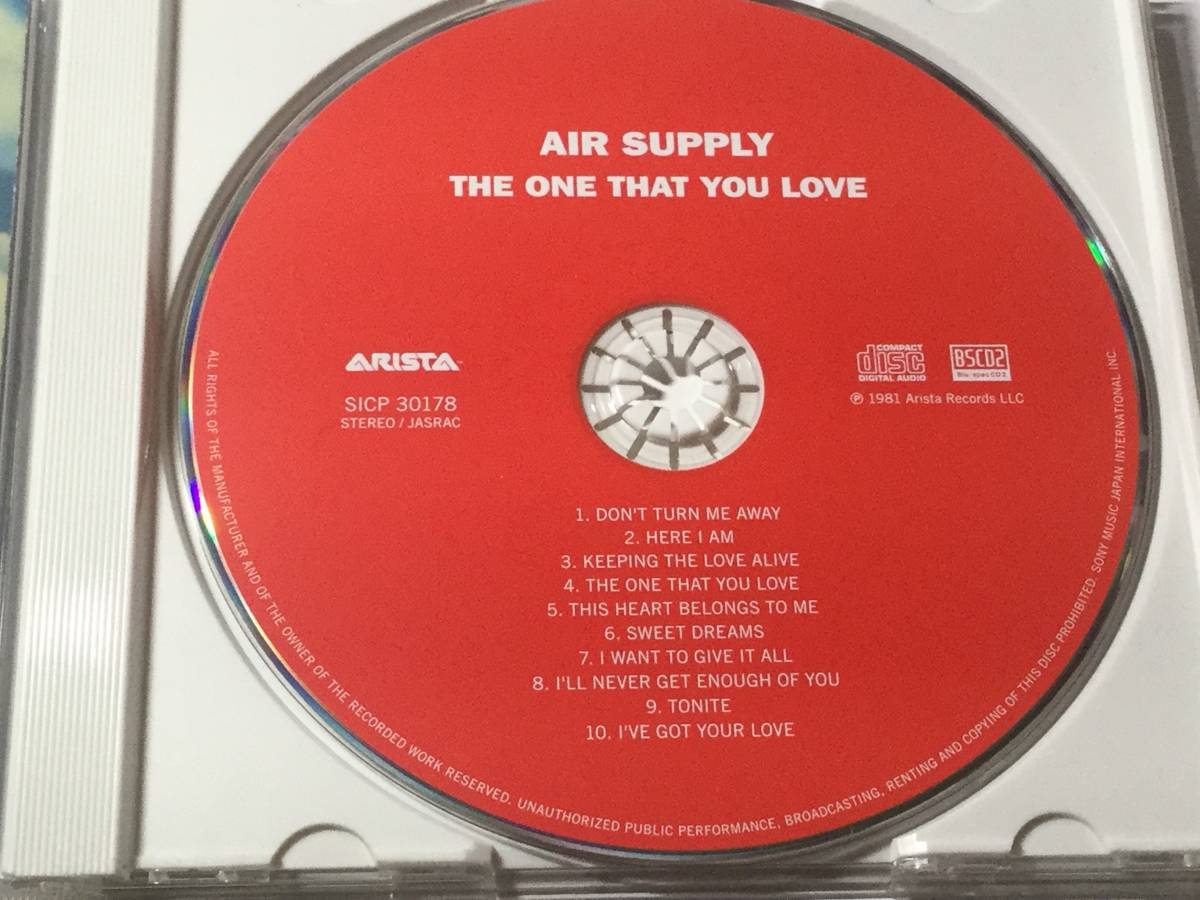 AIR SUPPLY
THE ONE THAT YOU LOVE
ARISTA™
SICP 30178
STEREO / JASRAC
COMPACT
disc
DIGITAL AUDIO
BSCD2
Blu-spec CD2
℗ 1981 Arista Records LLC
1. DON'T TURN ME AWAY
2. HERE I AM
3. KEEPING THE LOVE ALIVE
4. THE ONE THAT YOU LOVE
5. THIS HEART BELONGS TO ME
6. SWEET DREAMS
7. I WANT TO GIVE IT ALL
8. I'LL NEVER GET ENOUGH OF YOU
9. TONITE
10. I'VE GOT YOUR LOVE
ALL RIGHTS OF THE MANUFACTURER AND OF THE OWNER OF THE RECORDED WORK RESERVED. UNAUTHORIZED PUBLIC PERFORMANCE, BROADCASTING, RENTING AND COPYING OF THIS DISC PROHIBITED. SONY MUSIC JAPAN INTERNATIONAL INC.